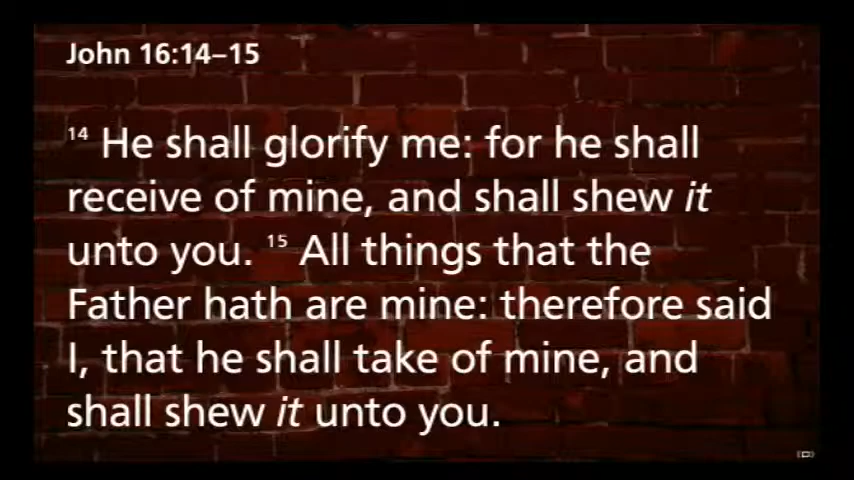 John 16:14–15
14 He shall glorify me: for he shall
receive of mine, and shall shew it
unto you. 15 All things that the
Father hath are mine: therefore said
I, that he shall take of mine, and
shall shew it unto you.